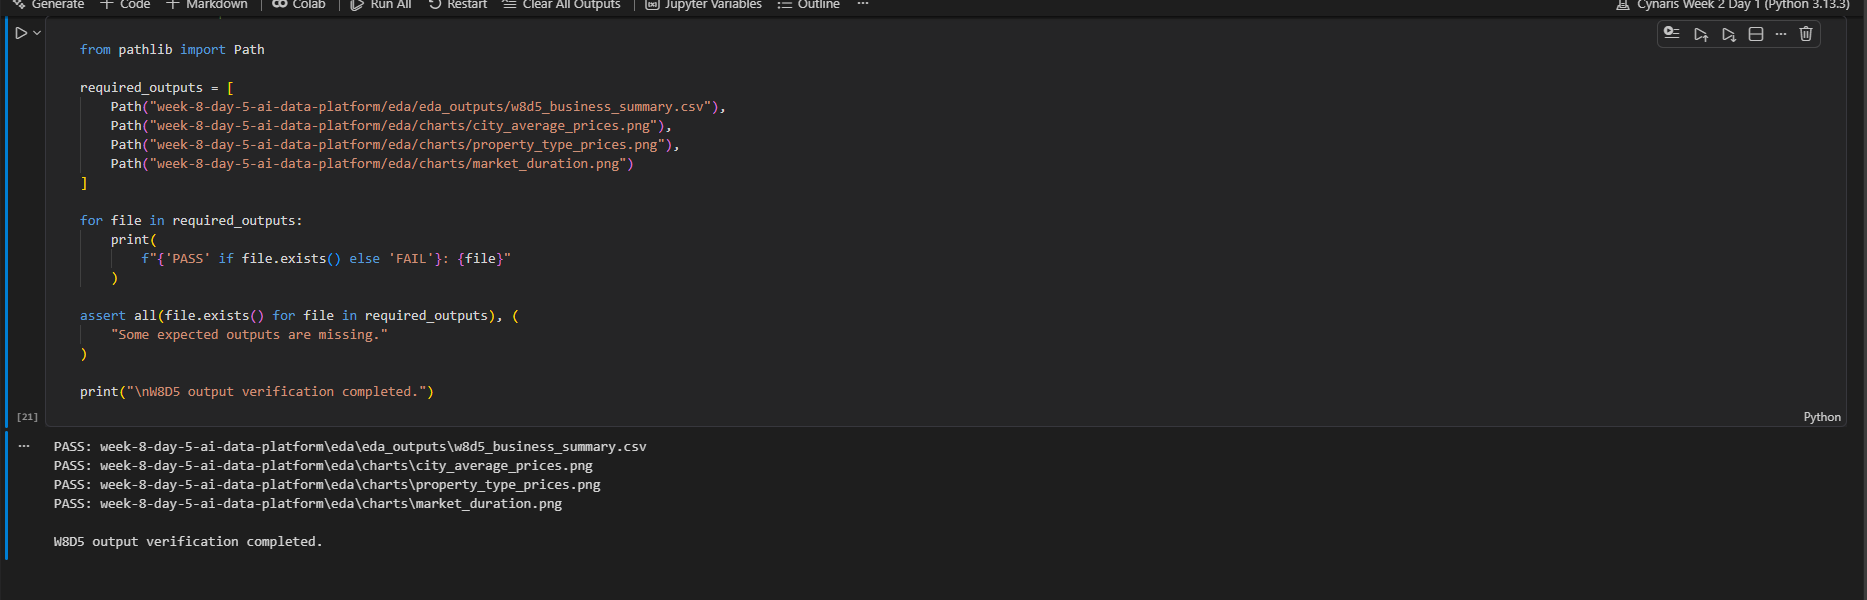 Generate + Code + Markdown Colab Run All Restart Clear All Outputs Jupyter Variables Outline ... Cynaris Week 2 Day 1 (Python 3.13.3)
from pathlib import Path
required_outputs = [
    Path("week-8-day-5-ai-data-platform/eda/eda_outputs/w8d5_business_summary.csv"),
    Path("week-8-day-5-ai-data-platform/eda/charts/city_average_prices.png"),
    Path("week-8-day-5-ai-data-platform/eda/charts/property_type_prices.png"),
    Path("week-8-day-5-ai-data-platform/eda/charts/market_duration.png")
]
for file in required_outputs:
    print(
        f"{'PASS' if file.exists() else 'FAIL'}: {file}"
    )
assert all(file.exists() for file in required_outputs), (
    "Some expected outputs are missing."
)
print("\nW8D5 output verification completed.")
[21]
Python
PASS: week-8-day-5-ai-data-platform\eda\eda_outputs\w8d5_business_summary.csv
PASS: week-8-day-5-ai-data-platform\eda\charts\city_average_prices.png
PASS: week-8-day-5-ai-data-platform\eda\charts\property_type_prices.png
PASS: week-8-day-5-ai-data-platform\eda\charts\market_duration.png
W8D5 output verification completed.